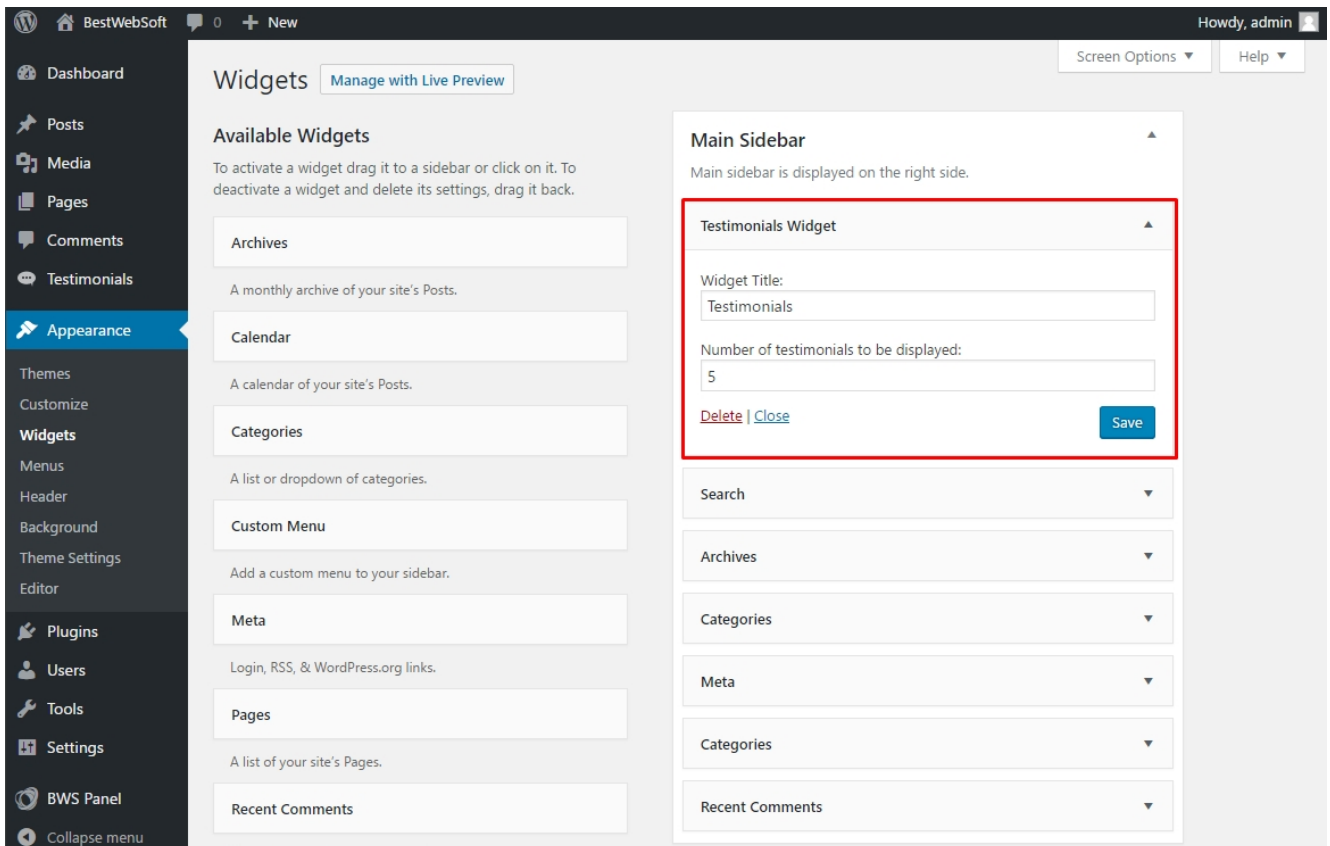 BestWebSoft
0
New
Howdy, admin
Dashboard
Posts
Media
Pages
Comments
Testimonials
Appearance
Themes
Customize
Widgets
Menus
Header
Background
Theme Settings
Editor
Plugins
Users
Tools
Settings
BWS Panel
Collapse menu
Screen Options
Help
Widgets
Manage with Live Preview
Available Widgets
To activate a widget drag it to a sidebar or click on it. To
deactivate a widget and delete its settings, drag it back.
Archives
A monthly archive of your site's Posts.
Calendar
A calendar of your site's Posts.
Categories
A list or dropdown of categories.
Custom Menu
Add a custom menu to your sidebar.
Meta
Login, RSS, & WordPress.org links.
Pages
A list of your site's Pages.
Recent Comments
Main Sidebar
Main sidebar is displayed on the right side.
Testimonials Widget
Widget Title:
Testimonials
Number of testimonials to be displayed:
5
Delete | Close
Save
Search
Archives
Categories
Meta
Categories
Recent Comments